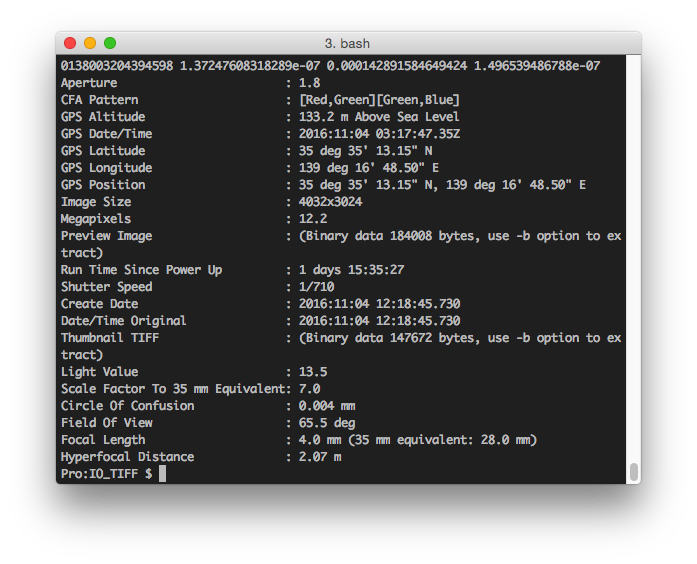 3. bash
0138003204394598 1.37247608318289e-07 0.000142891584649424 1.496539486788e-07
Aperture                        : 1.8
CFA Pattern                     : [Red,Green][Green,Blue]
GPS Altitude                    : 133.2 m Above Sea Level
GPS Date/Time                   : 2016:11:04 03:17:47.35Z
GPS Latitude                    : 35 deg 35' 13.15" N
GPS Longitude                   : 139 deg 16' 48.50" E
GPS Position                    : 35 deg 35' 13.15" N, 139 deg 16' 48.50" E
Image Size                      : 4032x3024
Megapixels                      : 12.2
Preview Image                   : (Binary data 184008 bytes, use -b option to ex
tract)
Run Time Since Power Up         : 1 days 15:35:27
Shutter Speed                   : 1/710
Create Date                     : 2016:11:04 12:18:45.730
Date/Time Original              : 2016:11:04 12:18:45.730
Thumbnail TIFF                  : (Binary data 147672 bytes, use -b option to ex
tract)
Light Value                     : 13.5
Scale Factor To 35 mm Equivalent: 7.0
Circle Of Confusion             : 0.004 mm
Field Of View                   : 65.5 deg
Focal Length                    : 4.0 mm (35 mm equivalent: 28.0 mm)
Hyperfocal Distance             : 2.07 m
Pro:IO_TIFF $